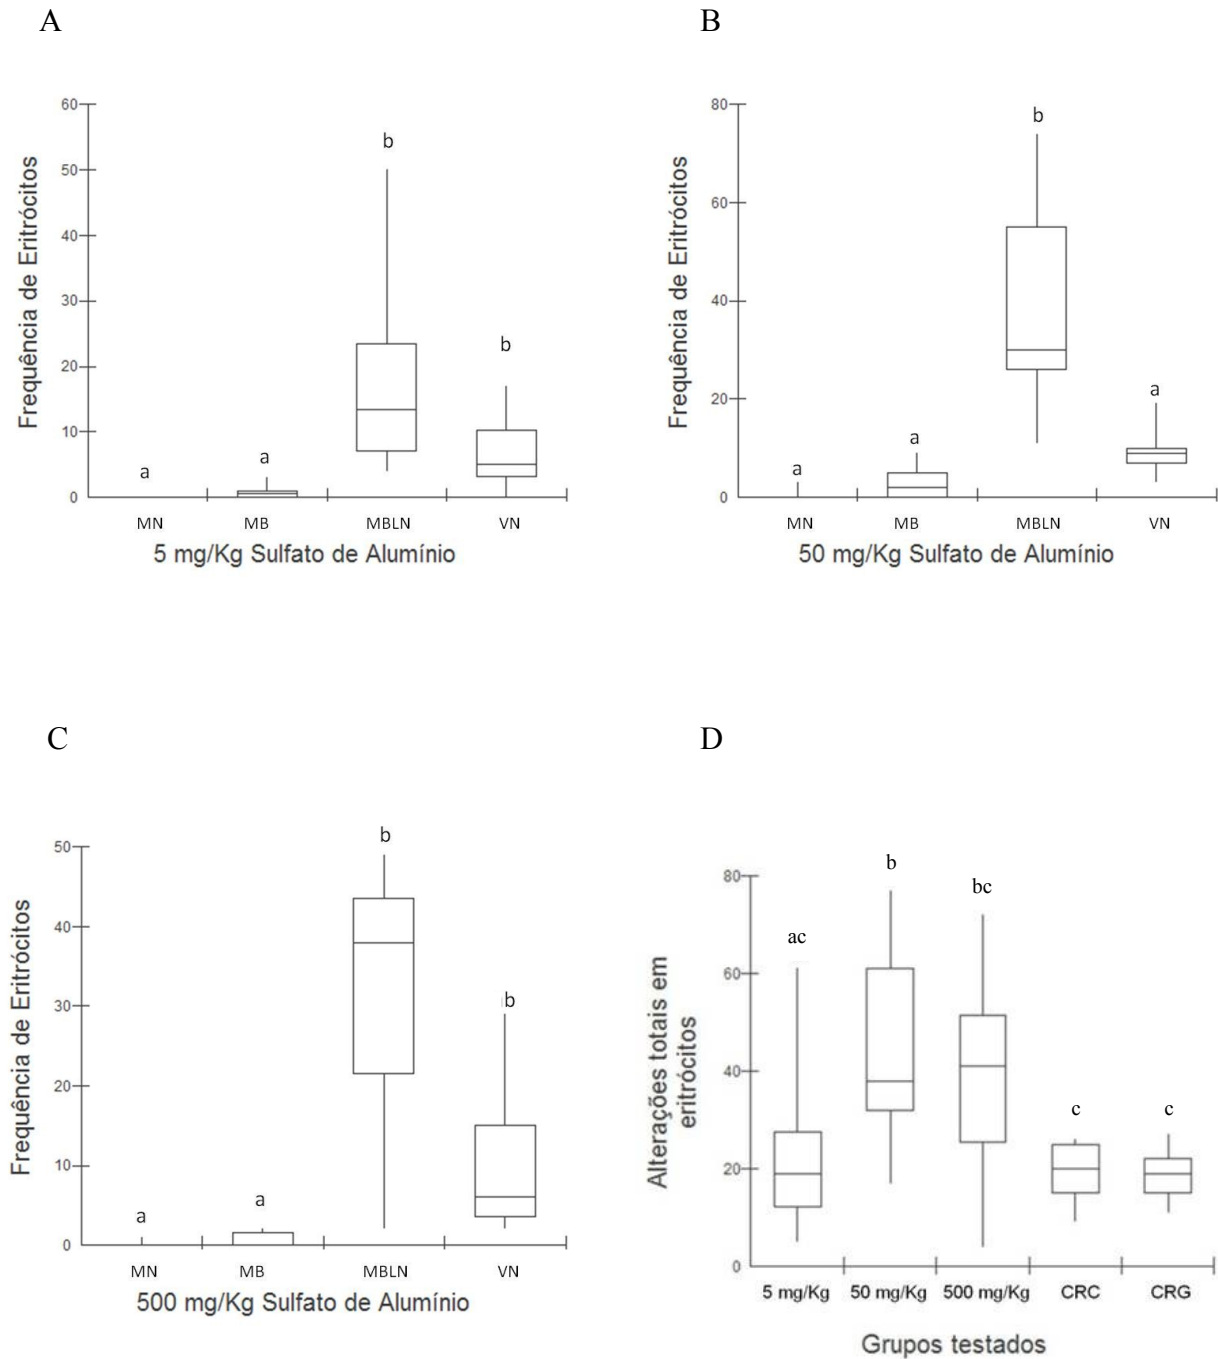 A
Frequência de Eritrócitos
60
50
40
30
20
10
0
a
a
b
b
MN
MB
MBLN
VN
5 mg/Kg Sulfato de Alumínio
B
Frequência de Eritrócitos
80
60
40
20
0
a
a
b
a
MN
MB
MBLN
VN
50 mg/Kg Sulfato de Alumínio
C
Frequência de Eritrócitos
50
40
30
20
10
0
a
a
b
b
MN
MB
MBLN
VN
500 mg/Kg Sulfato de Alumínio
D
Alterações totais em
eritrócitos
80
60
40
20
0
ac
b
bc
c
c
5 mg/Kg
50 mg/Kg
500 mg/Kg
CRC
CRG
Grupos testados